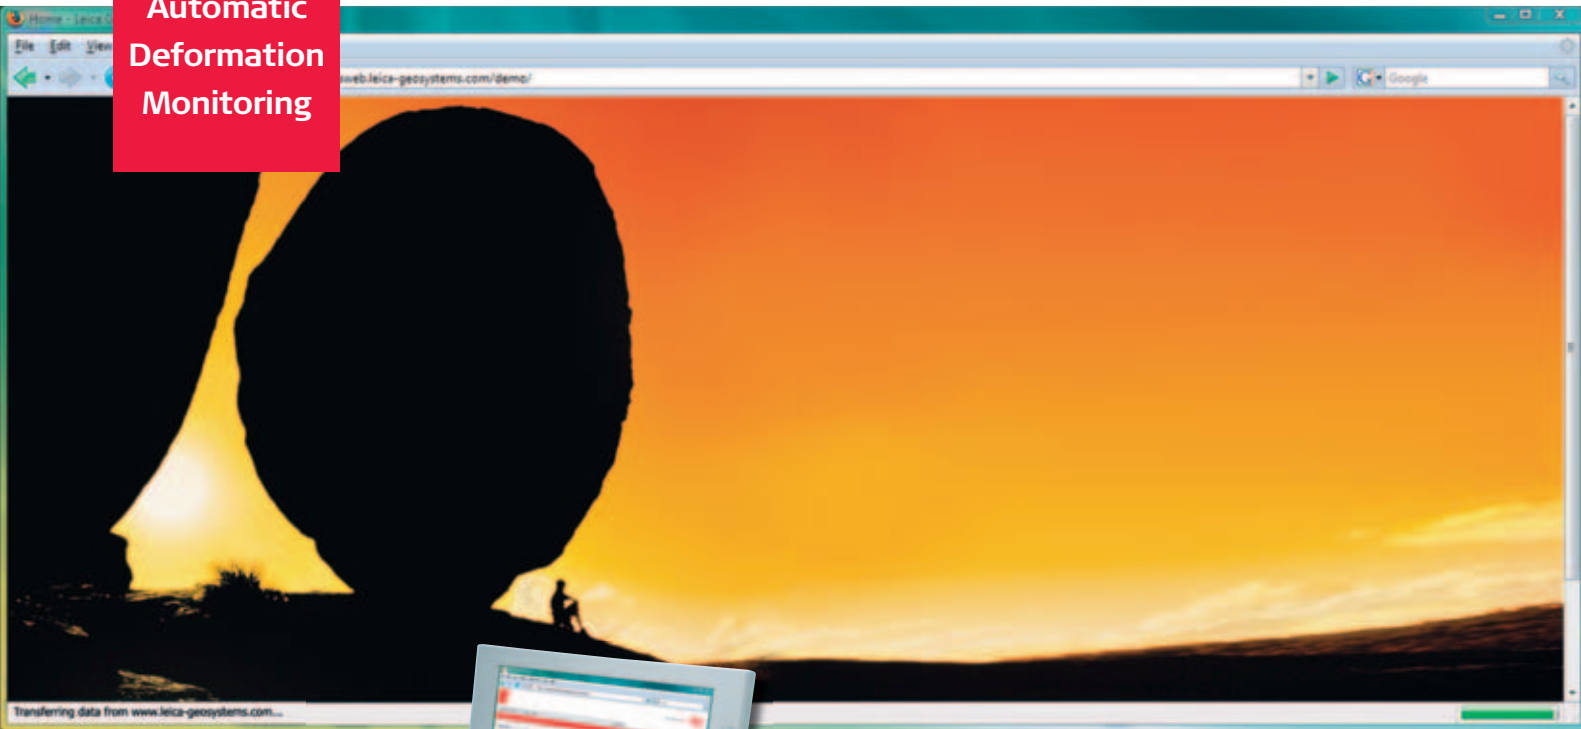 Automatic
Deformation
Monitoring
Home - Leica
File Edit View
web.leica-geosystems.com/demo/
Google
Transferring data from www.leica-geosystems.com...